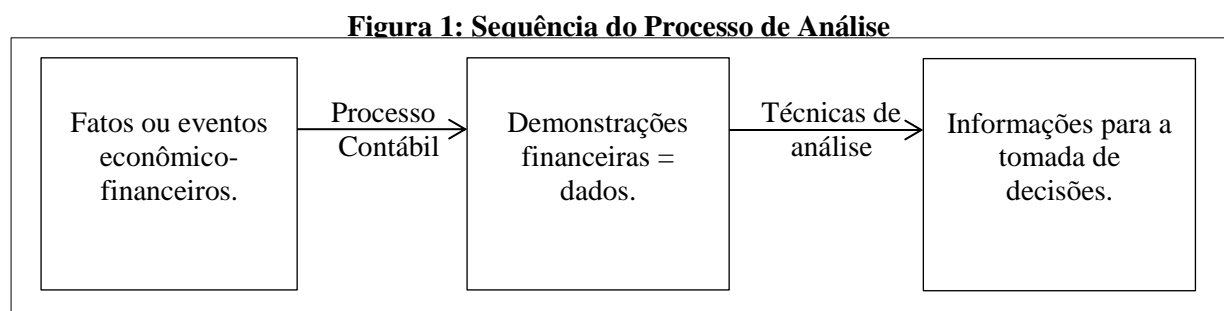 Figura 1: Sequência do Processo de Análise
Fatos ou eventos
econômico-
financeiros.
Processo
Contábil
Demonstrações
financeiras =
dados.
Técnicas de
análise
Informações para a
tomada de
decisões.